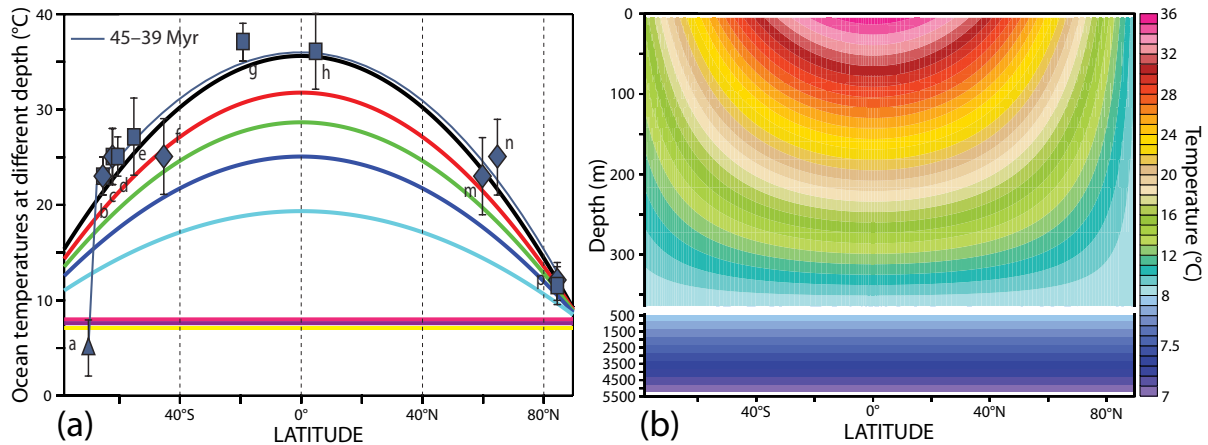 Ocean temperatures at different depth (°C)
40
30
20
10
0
45–39 Myr
a
b
c
d
e
f
g
h
m
n
p
40°S
0°
40°N
80°N
LATITUDE
(a)
Depth (m)
0
100
200
300
500
1500
2500
3500
4500
5500
40°S
0°
40°N
80°N
LATITUDE
(b)
36
32
28
24
20
16
12
8
7.5
7
Temperature (°C)